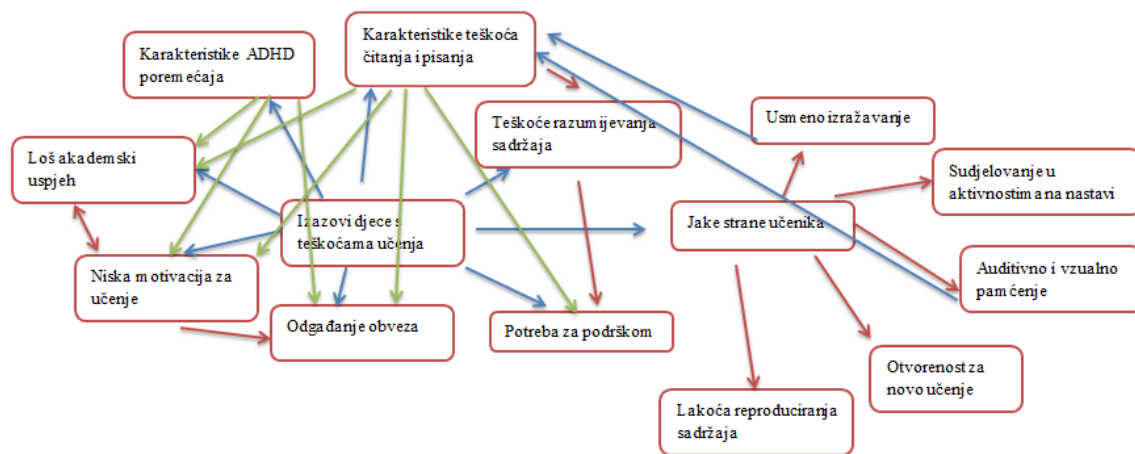 Karakteristike ADHD
poremećaja
Karakteristike teškoća
čitanja i pisanja
Teškoće razumijevanja
sadržaja
Usmeno izražavanje
Loš akademski
uspjeh
Sudjelovanje u
aktivnostima na nastavi
Izazovi djece s
teškoćama učenja
Jake strane učenika
Niska motivacija za
učenje
Auditivno i vzualno
pamćenje
Odgađanje obveza
Potreba za podrškom
Otvorenost za
novo učenje
Lakoća reproduciranja
sadržaja